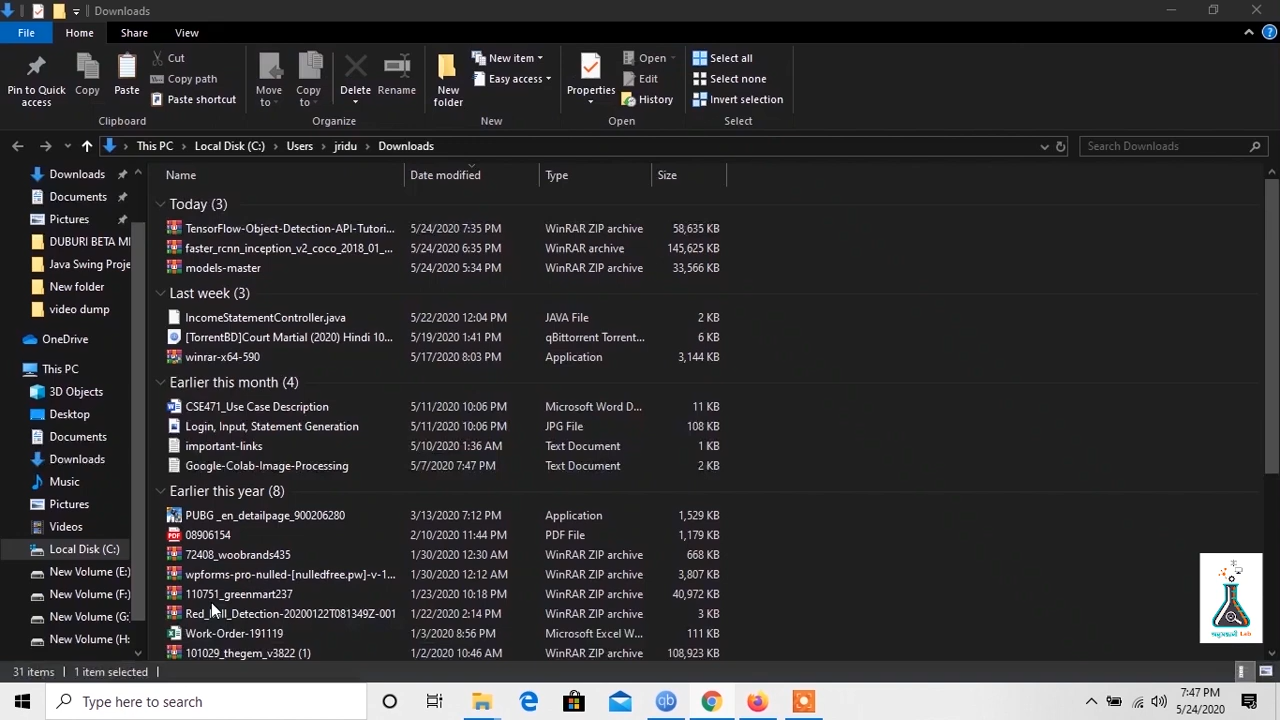 Downloads
File Home Share View
Pin to Quick access
Copy
Paste
Cut
Copy path
Paste shortcut
Clipboard
Move to
Copy to
Delete
Rename
Organize
New folder
New item
Easy access
New
Properties
Open
Edit
History
Open
Select all
Select none
Invert selection
Select
This PC > Local Disk (C:) > Users > jridu > Downloads
Search Downloads
Downloads
Documents
Pictures
DUBURI BETA MI
Java Swing Proje
New folder
video dump
OneDrive
This PC
3D Objects
Desktop
Documents
Downloads
Music
Pictures
Videos
Local Disk (C:)
New Volume (E:)
New Volume (F:)
New Volume (G:
New Volume (H:
Name Date modified Type Size
Today (3)
TensorFlow-Object-Detection-API-Tutori... 5/24/2020 7:35 PM WinRAR ZIP archive 58,635 KB
faster_rcnn_inception_v2_coco_2018_01_... 5/24/2020 6:35 PM WinRAR archive 145,625 KB
models-master 5/24/2020 5:34 PM WinRAR ZIP archive 33,566 KB
Last week (3)
IncomeStatementController.java 5/22/2020 12:04 PM JAVA File 2 KB
[TorrentBD]Court Martial (2020) Hindi 10... 5/19/2020 1:41 PM qBittorrent Torrent... 6 KB
winrar-x64-590 5/17/2020 8:03 PM Application 3,144 KB
Earlier this month (4)
CSE471_Use Case Description 5/11/2020 10:06 PM Microsoft Word D... 11 KB
Login, Input, Statement Generation 5/11/2020 10:06 PM JPG File 108 KB
important-links 5/10/2020 1:36 AM Text Document 1 KB
Google-Colab-Image-Processing 5/7/2020 7:47 PM Text Document 2 KB
Earlier this year (8)
PUBG _en_detailpage_900206280 3/13/2020 7:12 PM Application 1,529 KB
08906154 2/10/2020 11:44 PM PDF File 1,179 KB
72408_woobrands435 1/30/2020 12:30 AM WinRAR ZIP archive 668 KB
wpforms-pro-nulled-[nulledfree.pw]-v-1... 1/30/2020 12:12 AM WinRAR ZIP archive 3,807 KB
110751_greenmart237 1/23/2020 10:18 PM WinRAR ZIP archive 40,972 KB
_Detection-20200122T081349Z-001 1/22/2020 2:14 PM WinRAR ZIP archive 3 KB
Work-Order-191119 1/3/2020 8:56 PM Microsoft Excel W... 111 KB
101029_thegem_v3822 (1) 1/2/2020 10:46 AM WinRAR ZIP archive 108,923 KB
Lab
31 items 1 item selected
Type here to search
qb
7:47 PM
5/24/2020